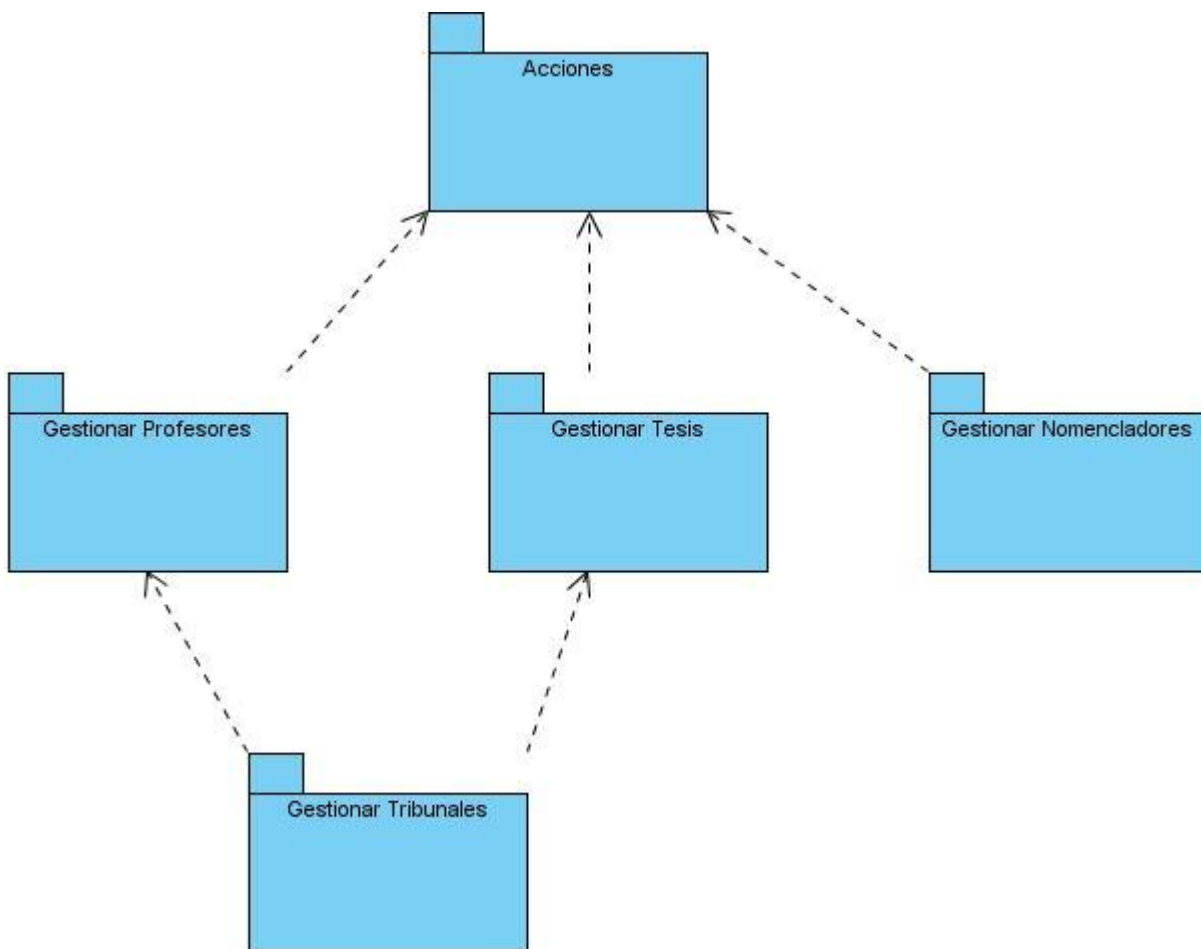 Acciones
Gestionar Profesores
Gestionar Tesis
Gestionar Nomencladores
Gestionar Tribunales